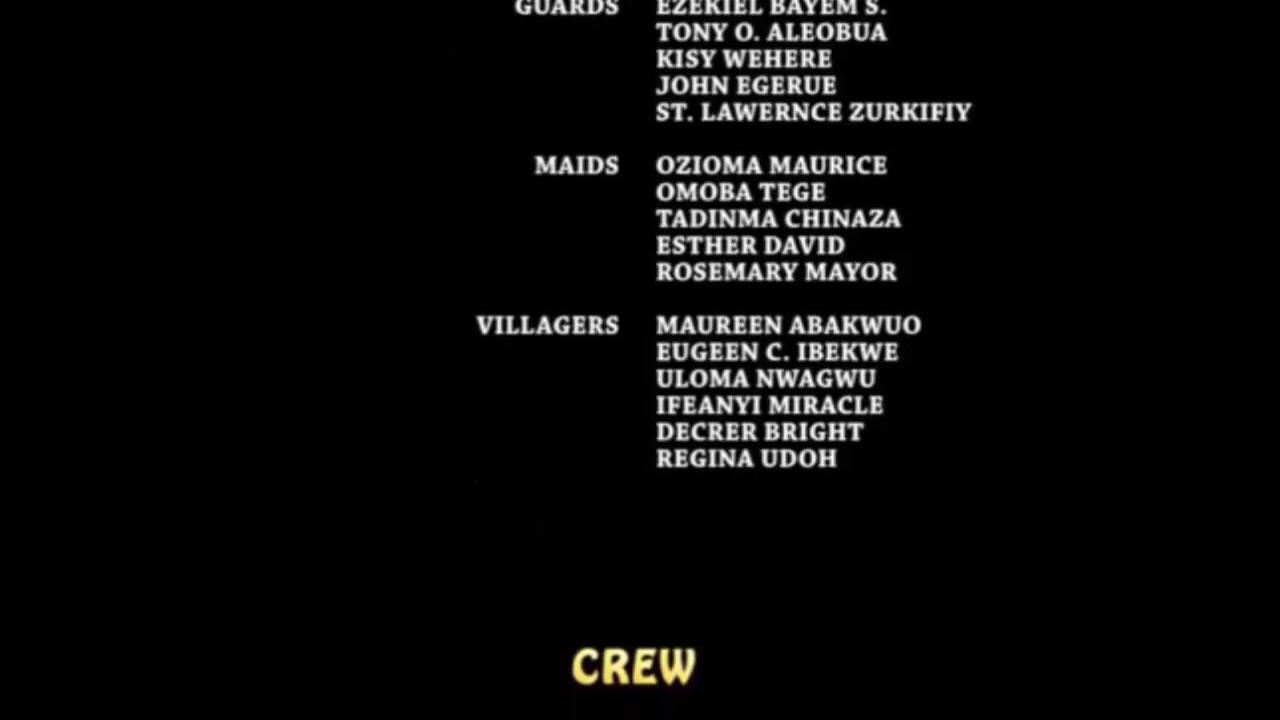 GUARDS EZEKIEL BAYEM S.
TONY O. ALEOBUA
KISY WEHERE
JOHN EGERUE
ST. LAWERNCE ZURKIFIY
MAIDS OZIOMA MAURICE
OMOBA TEGE
TADINMA CHINAZA
ESTHER DAVID
ROSEMARY MAYOR
VILLAGERS MAUREEN ABAKWUO
EUGEEN C. IBEKWE
ULOMA NWAGWU
IFEANYI MIRACLE
DECRER BRIGHT
REGINA UDOH
CREW